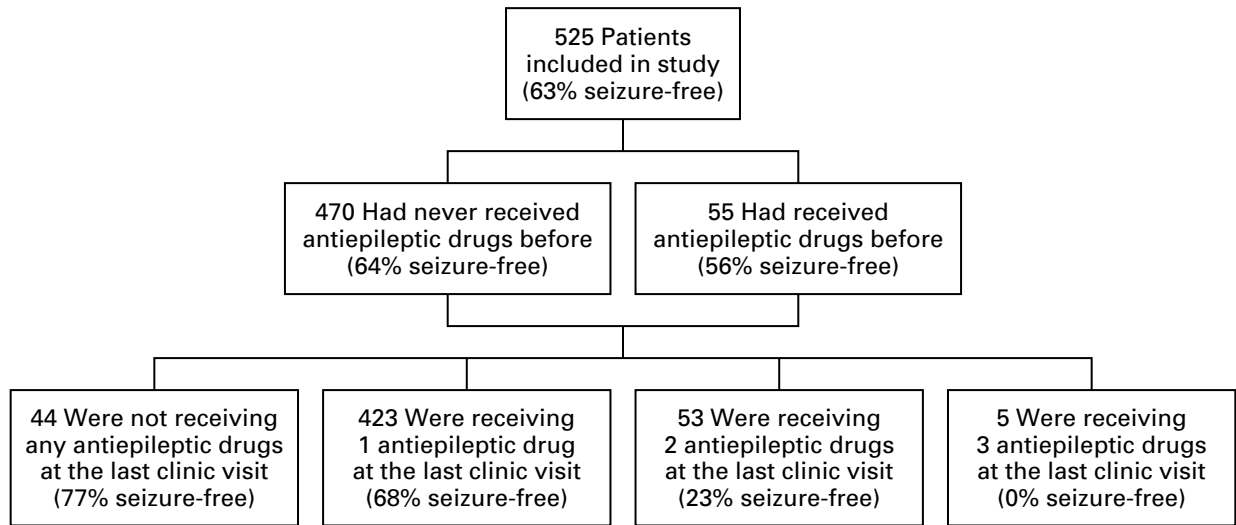 525 Patients
included in study
(63% seizure-free)
470 Had never received
antiepileptic drugs before
(64% seizure-free)
55 Had received
antiepileptic drugs before
(56% seizure-free)
44 Were not receiving
any antiepileptic drugs
at the last clinic visit
(77% seizure-free)
423 Were receiving
1 antiepileptic drug
at the last clinic visit
(68% seizure-free)
53 Were receiving
2 antiepileptic drugs
at the last clinic visit
(23% seizure-free)
5 Were receiving
3 antiepileptic drugs
at the last clinic visit
(0% seizure-free)